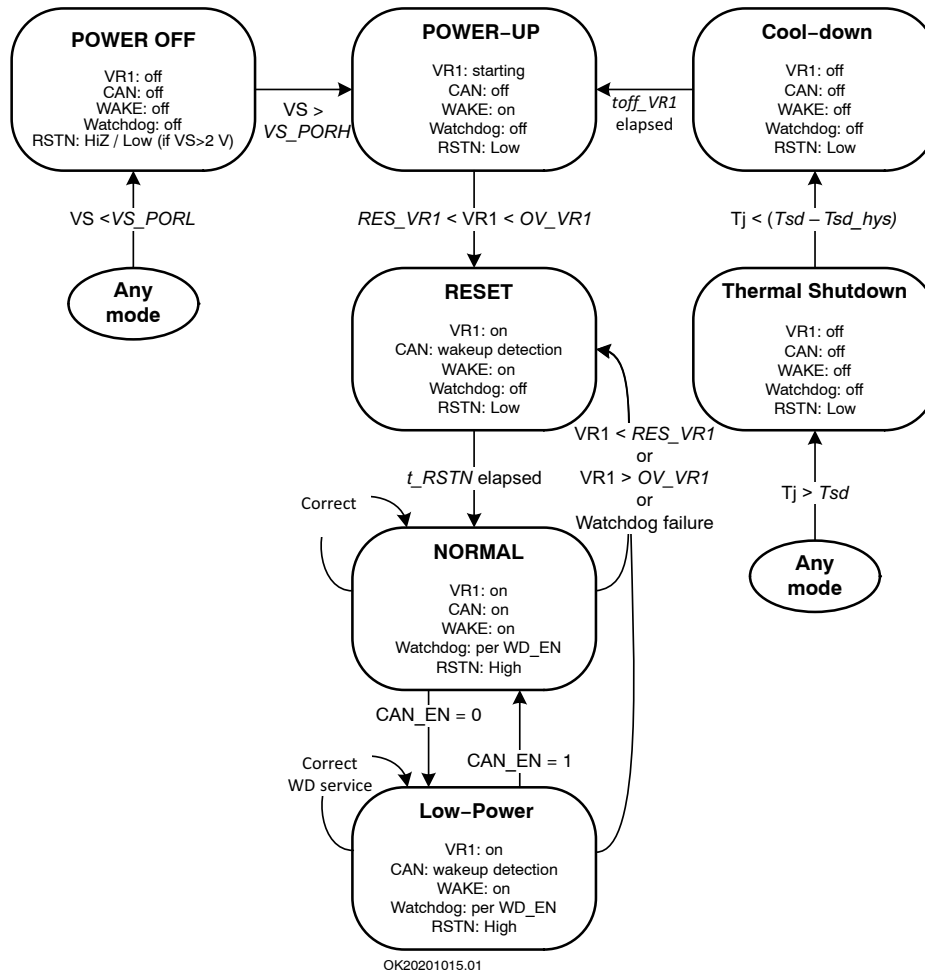 POWER OFF
VR1: off
CAN: off
WAKE: off
Watchdog: off
RSTN: HiZ / Low (if VS>2 V)
VS >
VS_PORH
POWER−UP
VR1: starting
CAN: off
WAKE: on
Watchdog: off
RSTN: Low
toff_VR1
elapsed
Cool−down
VR1: off
CAN: off
WAKE: off
Watchdog: off
RSTN: Low
VS <VS_PORL
Any
mode
RES_VR1 < VR1 < OV_VR1
Tj < (Tsd − Tsd_hys)
RESET
VR1: on
CAN: wakeup detection
WAKE: on
Watchdog: off
RSTN: Low
Thermal Shutdown
VR1: off
CAN: off
WAKE: off
Watchdog: off
RSTN: Low
VR1 < RES_VR1
or
VR1 > OV_VR1
or
Watchdog failure
Tj > Tsd
Any
mode
t_RSTN elapsed
Correct
NORMAL
VR1: on
CAN: on
WAKE: on
Watchdog: per WD_EN
RSTN: High
CAN_EN = 0
CAN_EN = 1
Correct
WD service
Low−Power
VR1: on
CAN: wakeup detection
WAKE: on
Watchdog: per WD_EN
RSTN: High
OK20201015.01